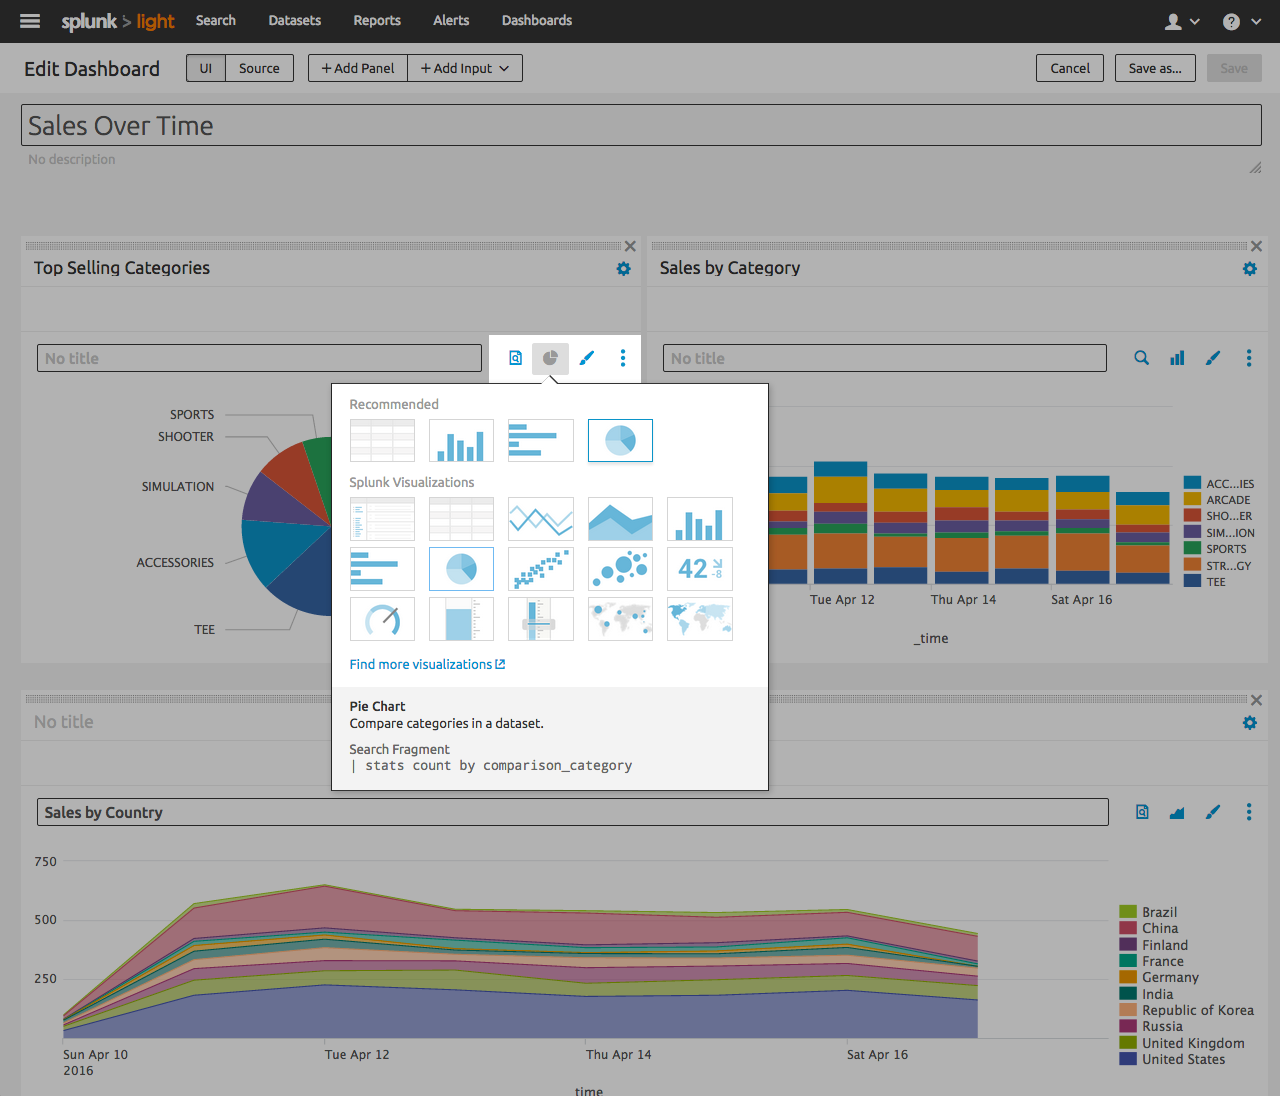 splunk > light Search Datasets Reports Alerts Dashboards ?
Edit Dashboard UI Source + Add Panel + Add Input Cancel Save as... Save
Sales Over Time
No description
Top Selling Categories
Sales by Category
No title
No title
SPORTS
SHOOTER
SIMULATION
ACCESSORIES
TEE
Recommended
Splunk Visualizations
42 -8
Find more visualizations
Pie Chart
Compare categories in a dataset.
Search Fragment
| stats count by comparison_category
ACC...IES
ARCADE
SHO...ER
SIM...ION
SPORTS
STR...GY
TEE
Tue Apr 12 Thu Apr 14 Sat Apr 16
_time
No title
Sales by Country
750
500
250
Brazil
China
Finland
France
Germany
India
Republic of Korea
Russia
United Kingdom
United States
Sun Apr 10 Tue Apr 12 Thu Apr 14 Sat Apr 16
2016
_time